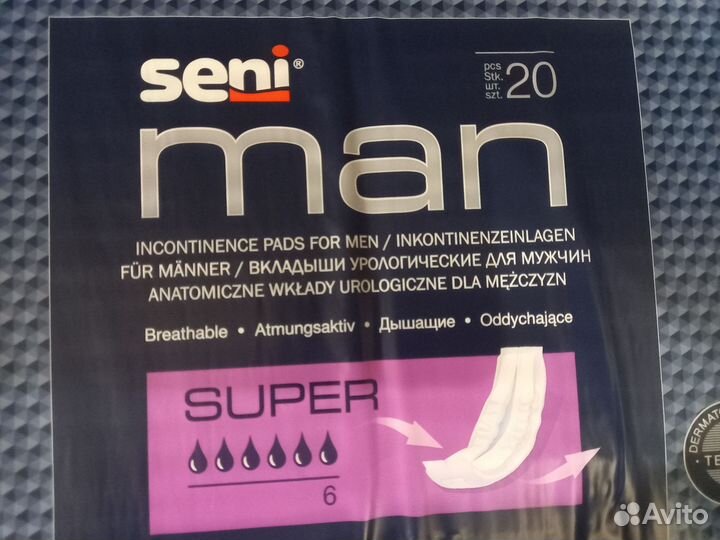 seni®
pcs
Stk.
шт.
szt.
20
man
INCONTINENCE PADS FOR MEN / INKONTINENZEINLAGEN
FÜR MÄNNER / ВКЛАДЫШИ УРОЛОГИЧЕСКИЕ ДЛЯ МУЖЧИН
ANATOMICZNE WKŁADY UROLOGICZNE DLA MĘŻCZYZN
Breathable • Atmungsaktiv • Дышащие • Oddychające
SUPER
6
Avito